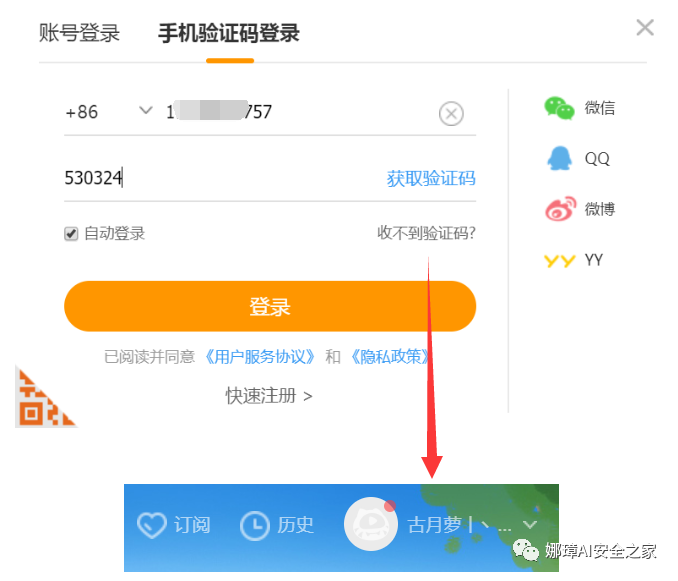 账号登录 手机验证码登录
+86 1 757
530324 获取验证码
自动登录 收不到验证码?
登录
已阅读并同意《用户服务协议》和《隐私政策》
快速注册 >
微信
QQ
微博
YY
订阅 历史 古月萝卜、...
娜璋AI安全之家